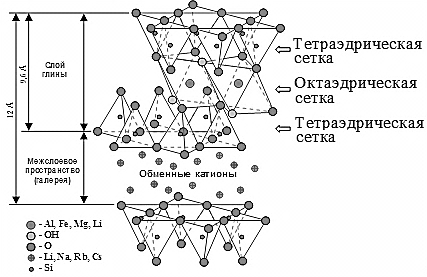 Слой
глины
9,6 Å
12 Å
Межслоевое
пространство
(галерея)
Тетраэдрическая
сетка
Октаэдрическая
сетка
Тетраэдрическая
сетка
Обменные катионы
- Al, Fe, Mg, Li
- OH
- O
- Li, Na, Rb, Cs
- Si